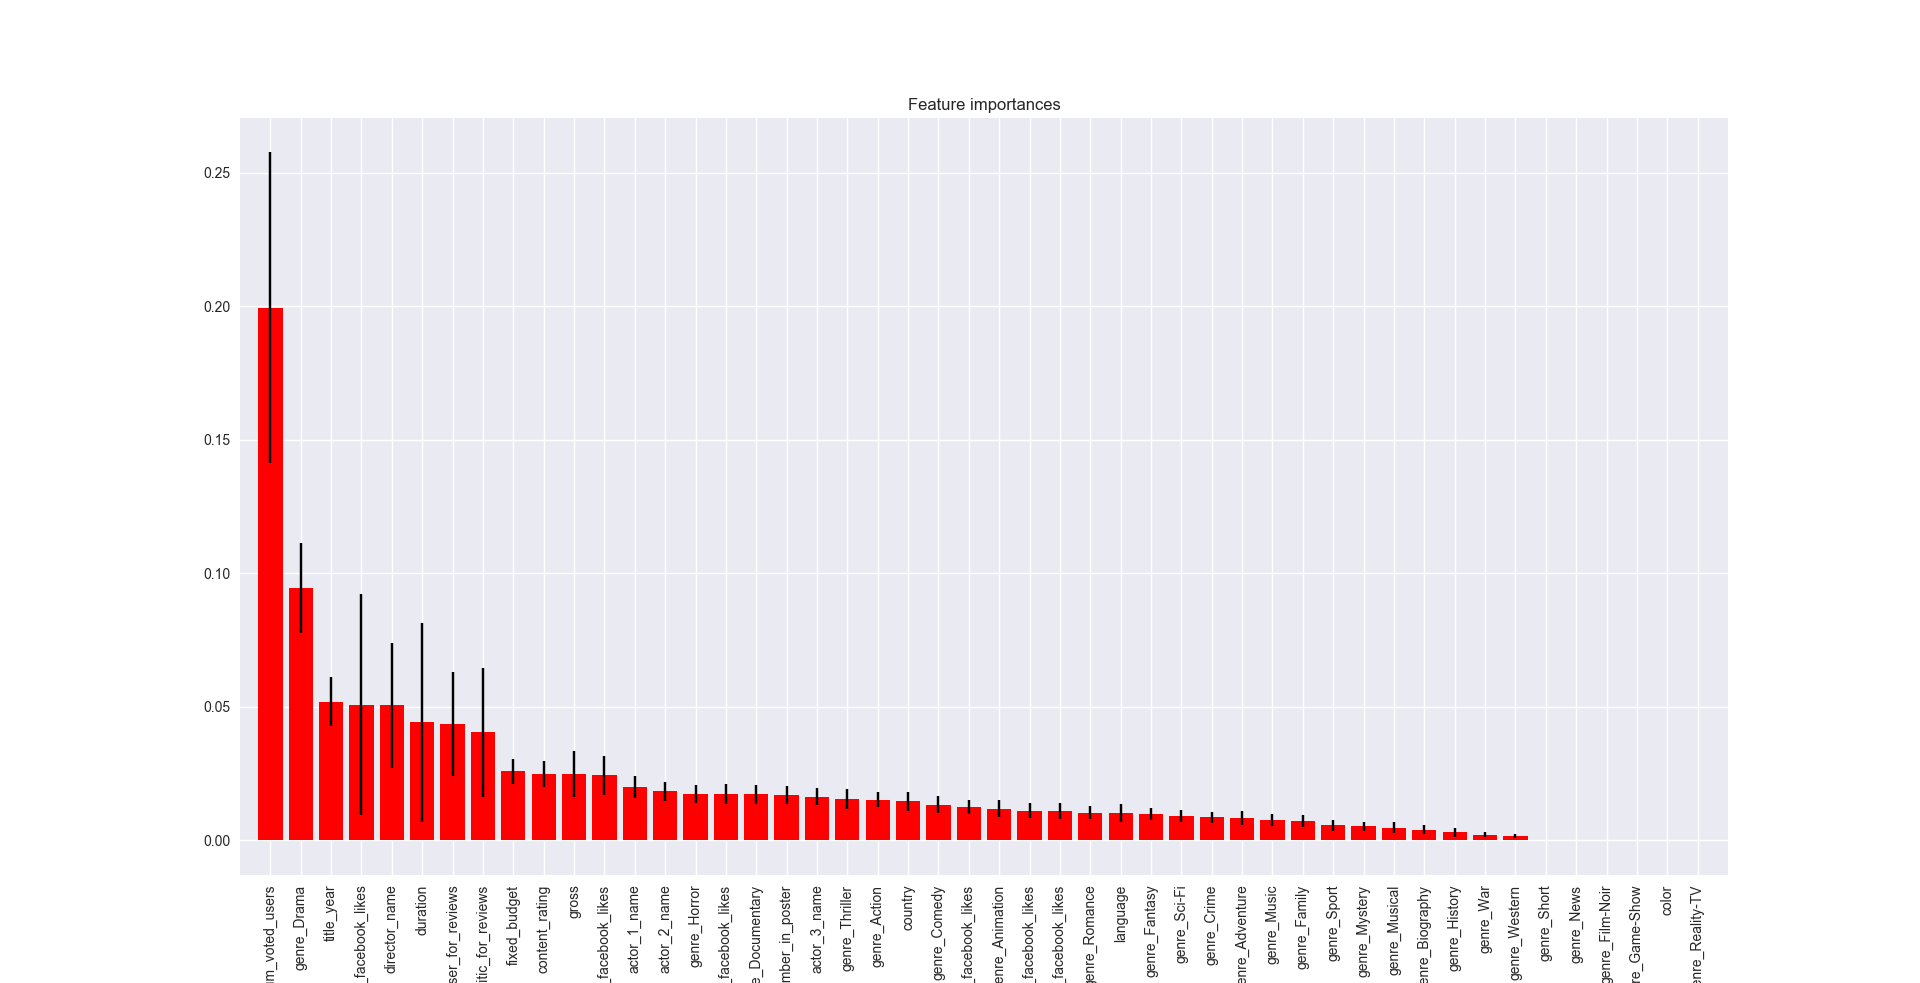 Feature importances
0.25
0.20
0.15
0.10
0.05
0.00
um_voted_users
genre_Drama
title_year
_facebook_likes
director_name
duration
ser_for_reviews
itic_for_reviews
fixed_budget
content_rating
gross
_facebook_likes
actor_1_name
actor_2_name
genre_Horror
_facebook_likes
e_Documentary
mber_in_poster
actor_3_name
genre_Thriller
genre_Action
country
genre_Comedy
_facebook_likes
enre_Animation
_facebook_likes
_facebook_likes
genre_Romance
language
genre_Fantasy
genre_Sci-Fi
genre_Crime
enre_Adventure
genre_Music
genre_Family
genre_Sport
genre_Mystery
genre_Musical
enre_Biography
genre_History
genre_War
genre_Western
genre_Short
genre_News
genre_Film-Noir
re_Game-Show
color
enre_Reality-TV